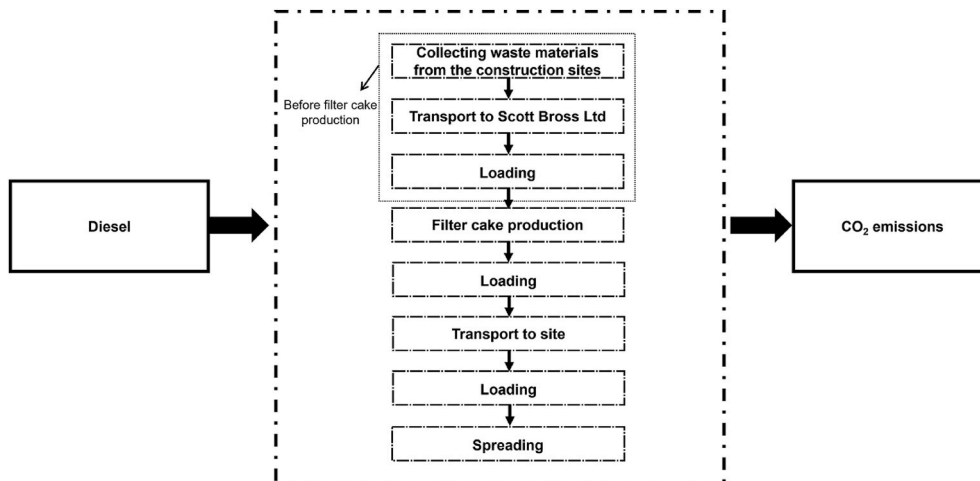 Collecting waste materials
from the construction sites
Before filter cake
production
Transport to Scott Bross Ltd
Loading
Diesel
Filter cake production
CO₂ emissions
Loading
Transport to site
Loading
Spreading